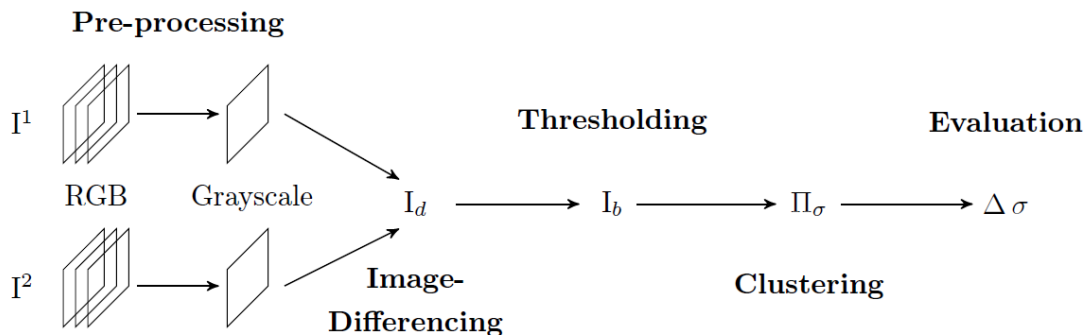 Pre-processing
I¹
Thresholding
Evaluation
RGB
Grayscale
I_d
I_b
Π_σ
Δ σ
I²
Image-
Differencing
Clustering